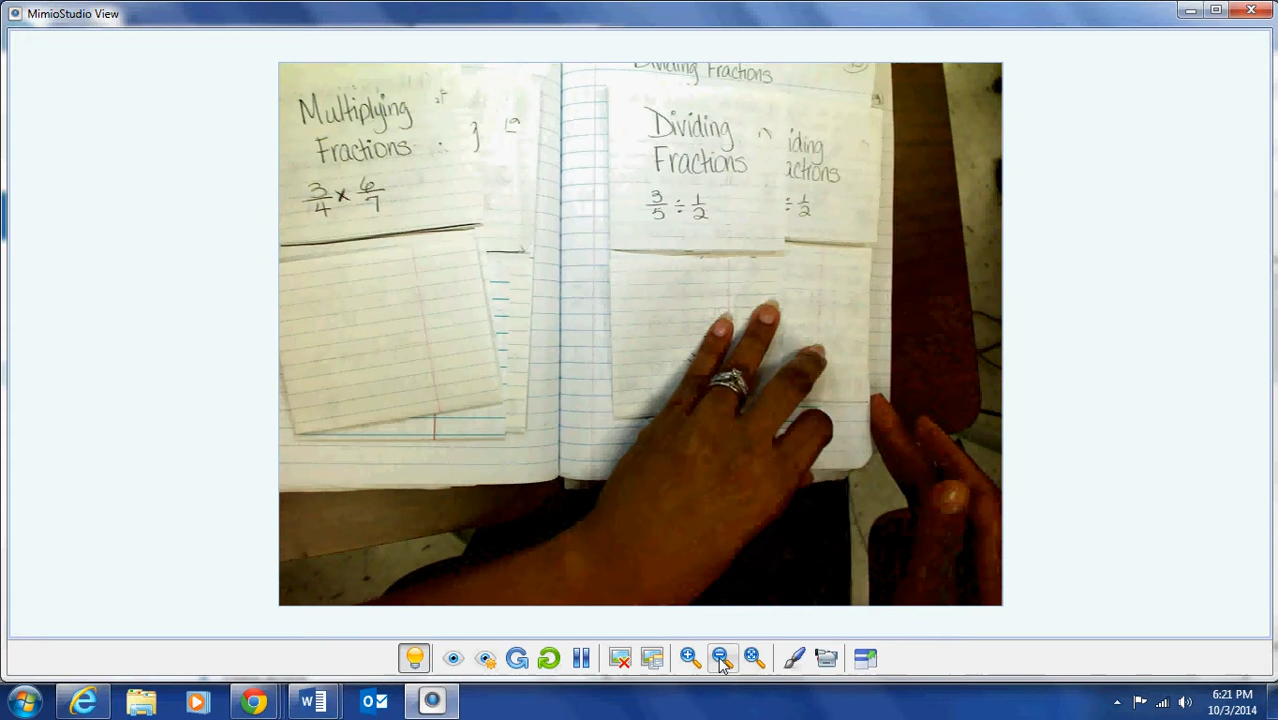 MimioStudio View
Multiplying
Fractions
3/4 × 6/7
Dividing Fractions
Dividing
Fractions
3/5 ÷ 1/2
iding
actions
÷ 1/2
6:21 PM
10/3/2014